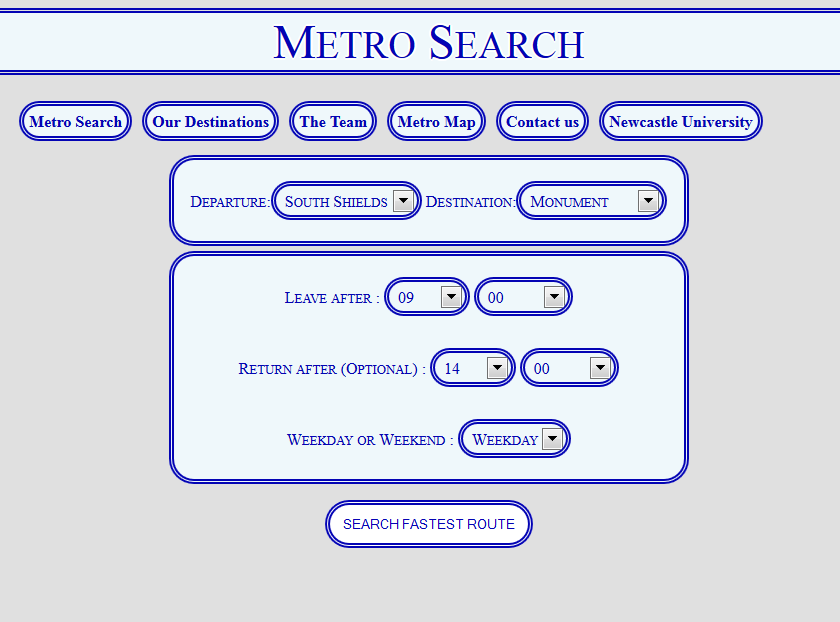 METRO SEARCH
Metro Search Our Destinations The Team Metro Map Contact us Newcastle University
DEPARTURE: SOUTH SHIELDS DESTINATION: MONUMENT
LEAVE AFTER : 09 00
RETURN AFTER (OPTIONAL) : 14 00
WEEKDAY OR WEEKEND : WEEKDAY
SEARCH FASTEST ROUTE